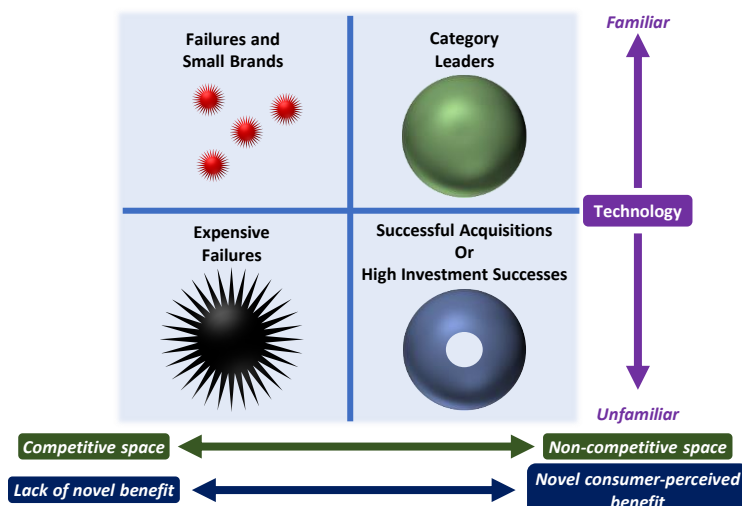 Familiar
Failures and
Small Brands
Category
Leaders
Technology
Expensive
Failures
Successful Acquisitions
Or
High Investment Successes
Unfamiliar
Competitive space
Non-competitive space
Lack of novel benefit
Novel consumer-perceived
benefit